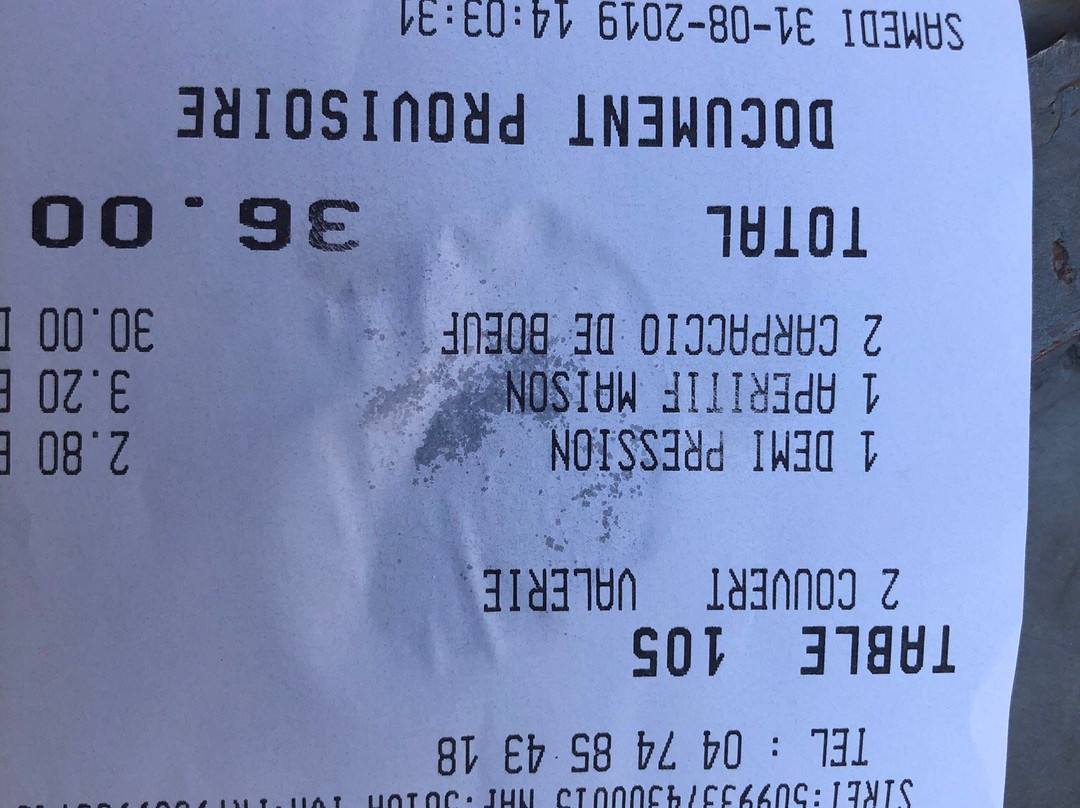 TEL : 04 74 85 43 18
TABLE 105
2 COUVERT VALERIE
1 DEMI PRESSION 2.80
1 APERITIF MAISON 3.20
2 CARPACCIO DE BOEUF 30.00
TOTAL 36.00
DOCUMENT PROVISOIRE
SAMEDI 31-08-2019 14:03:31